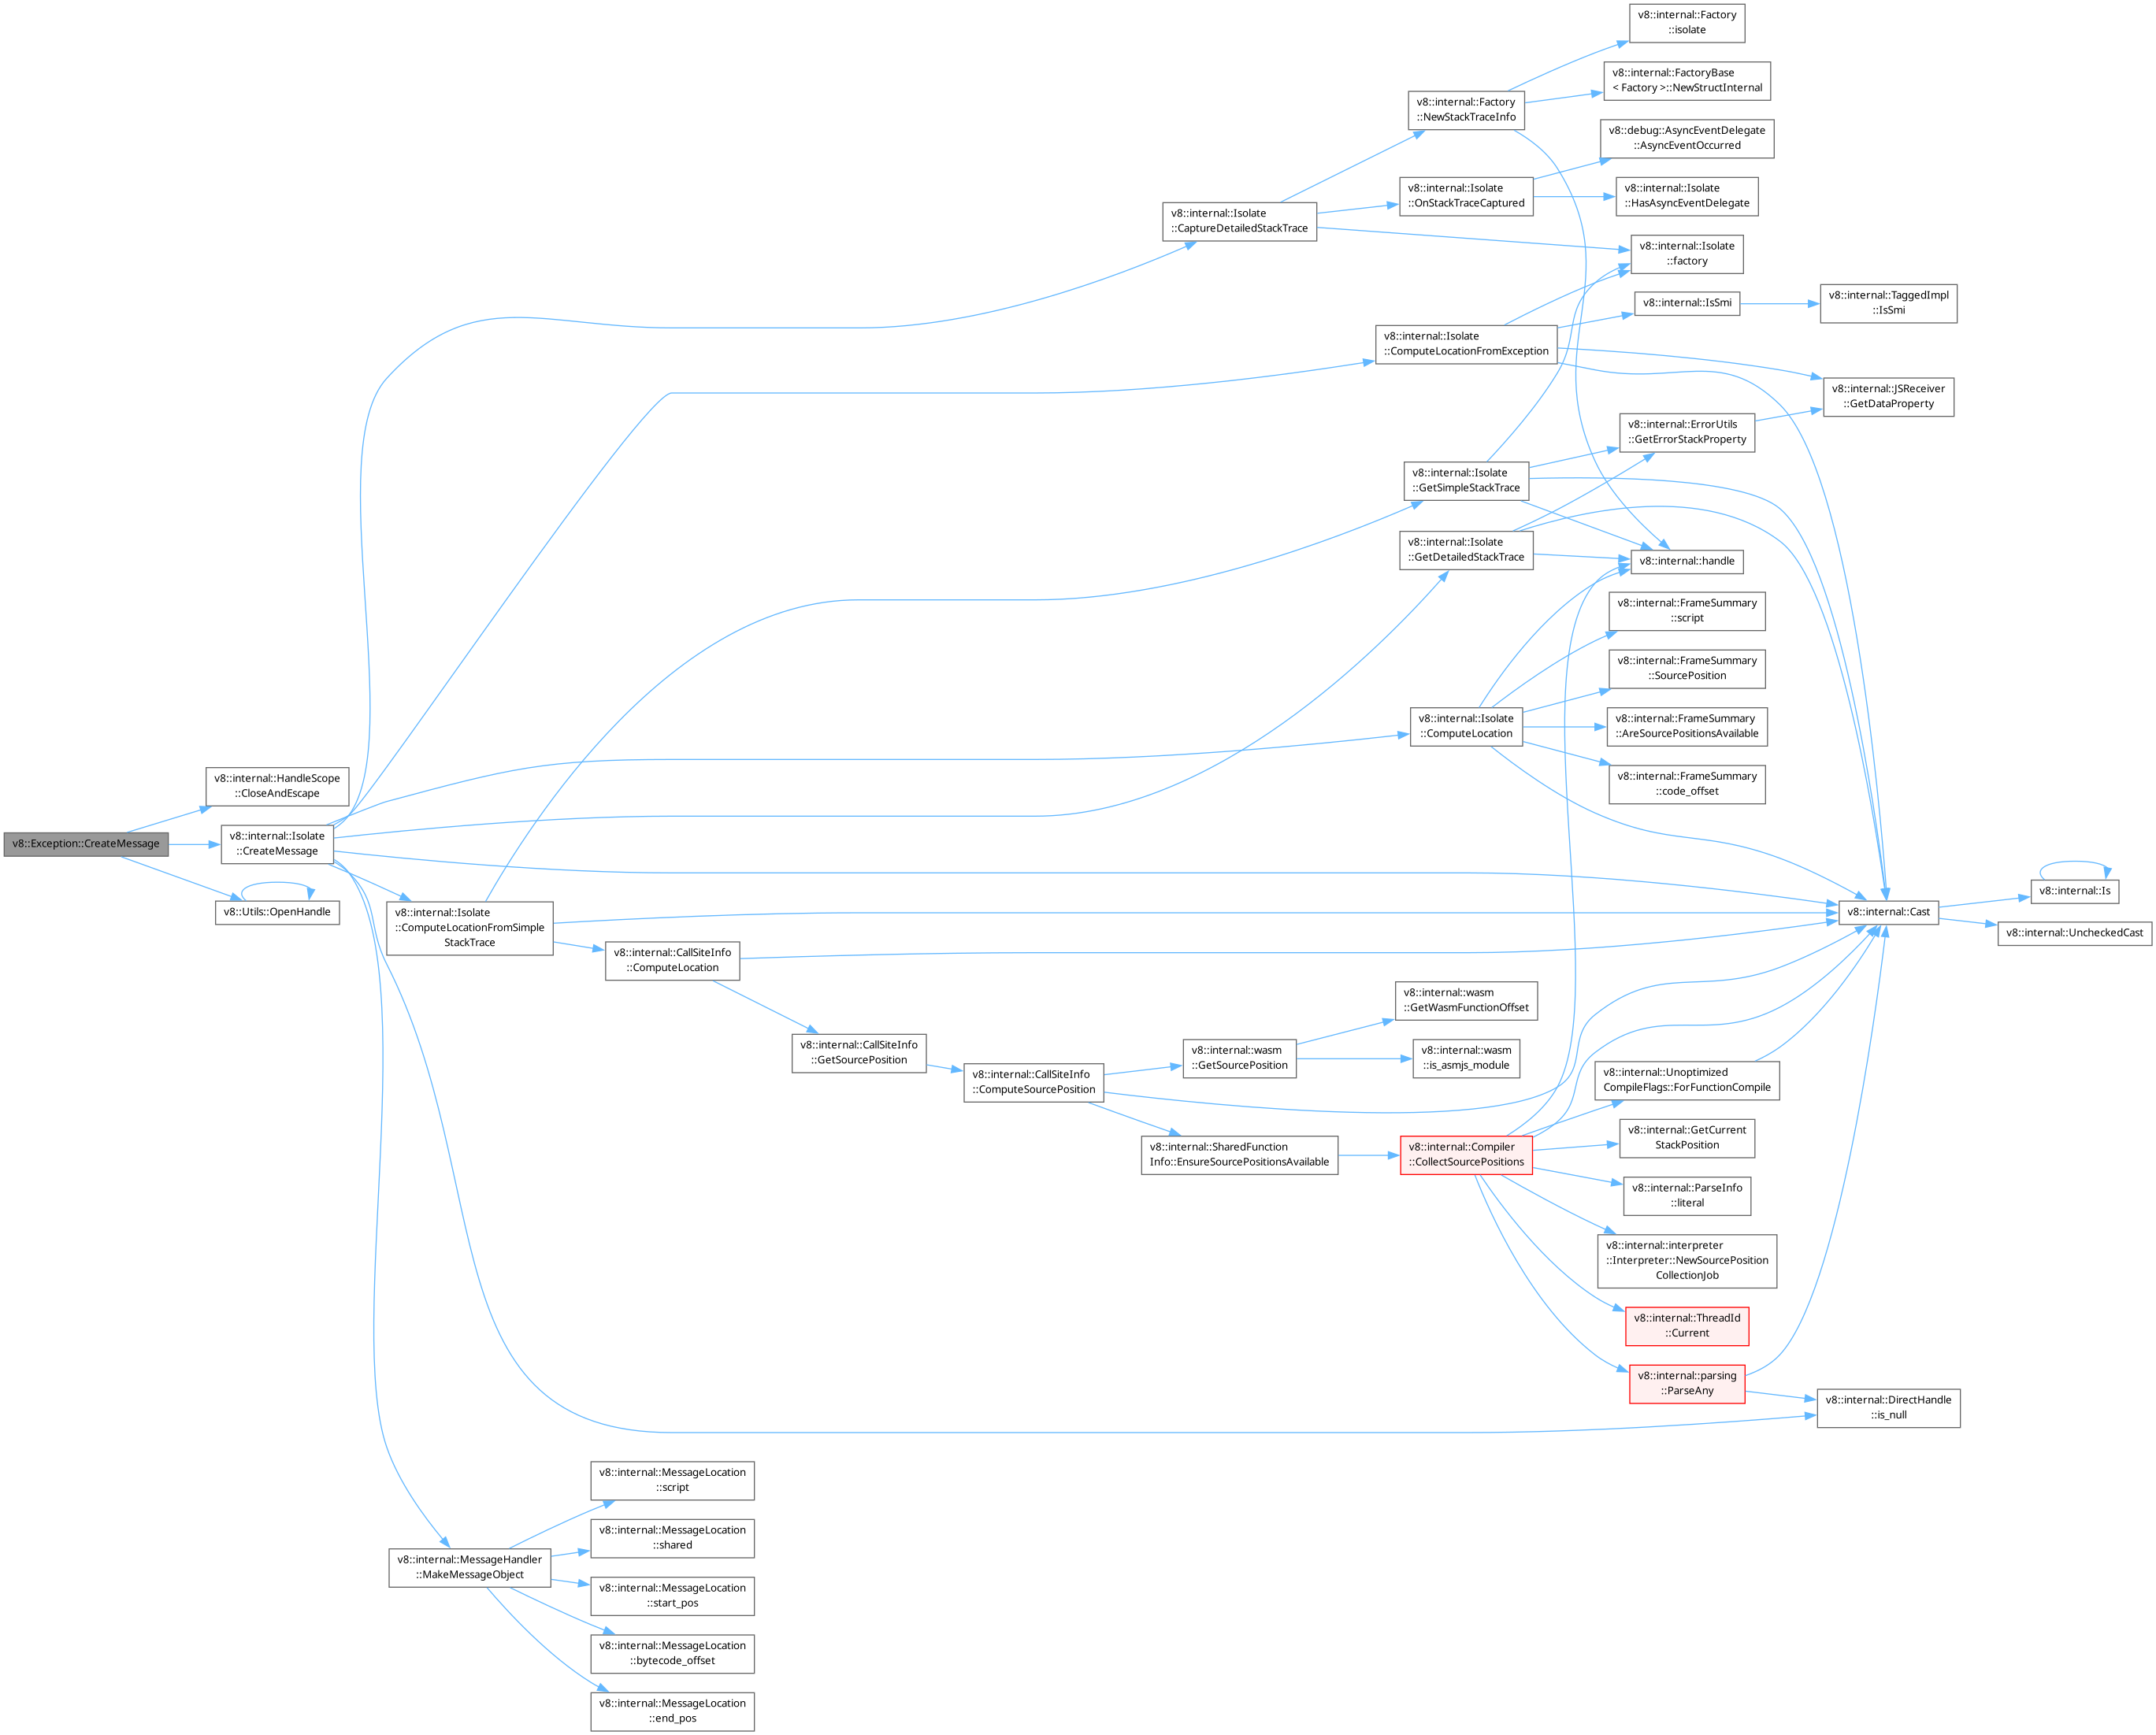 v8::Exception::CreateMessage
v8::internal::HandleScope
::CloseAndEscape
v8::internal::Isolate
::CreateMessage
v8::Utils::OpenHandle
v8::internal::Isolate
::CaptureDetailedStackTrace
v8::internal::Factory
::NewStackTraceInfo
v8::internal::Factory
::isolate
v8::internal::FactoryBase
< Factory >::NewStructInternal
v8::internal::Isolate
::OnStackTraceCaptured
v8::debug::AsyncEventDelegate
::AsyncEventOccurred
v8::internal::Isolate
::HasAsyncEventDelegate
v8::internal::Isolate
::factory
v8::internal::Isolate
::ComputeLocationFromException
v8::internal::IsSmi
v8::internal::TaggedImpl
::IsSmi
v8::internal::JSReceiver
::GetDataProperty
v8::internal::ErrorUtils
::GetErrorStackProperty
v8::internal::Isolate
::GetSimpleStackTrace
v8::internal::Isolate
::GetDetailedStackTrace
v8::internal::handle
v8::internal::FrameSummary
::script
v8::internal::FrameSummary
::SourcePosition
v8::internal::Isolate
::ComputeLocation
v8::internal::FrameSummary
::AreSourcePositionsAvailable
v8::internal::FrameSummary
::code_offset
v8::internal::Isolate
::ComputeLocationFromSimple
StackTrace
v8::internal::CallSiteInfo
::ComputeLocation
v8::internal::CallSiteInfo
::GetSourcePosition
v8::internal::CallSiteInfo
::ComputeSourcePosition
v8::internal::wasm
::GetSourcePosition
v8::internal::wasm
::GetWasmFunctionOffset
v8::internal::wasm
::is_asmjs_module
v8::internal::SharedFunction
Info::EnsureSourcePositionsAvailable
v8::internal::Compiler
::CollectSourcePositions
v8::internal::Cast
v8::internal::Is
v8::internal::UncheckedCast
v8::internal::Unoptimized
CompileFlags::ForFunctionCompile
v8::internal::GetCurrent
StackPosition
v8::internal::ParseInfo
::literal
v8::internal::interpreter
::Interpreter::NewSourcePosition
CollectionJob
v8::internal::ThreadId
::Current
v8::internal::parsing
::ParseAny
v8::internal::DirectHandle
::is_null
v8::internal::MessageHandler
::MakeMessageObject
v8::internal::MessageLocation
::script
v8::internal::MessageLocation
::shared
v8::internal::MessageLocation
::start_pos
v8::internal::MessageLocation
::bytecode_offset
v8::internal::MessageLocation
::end_pos